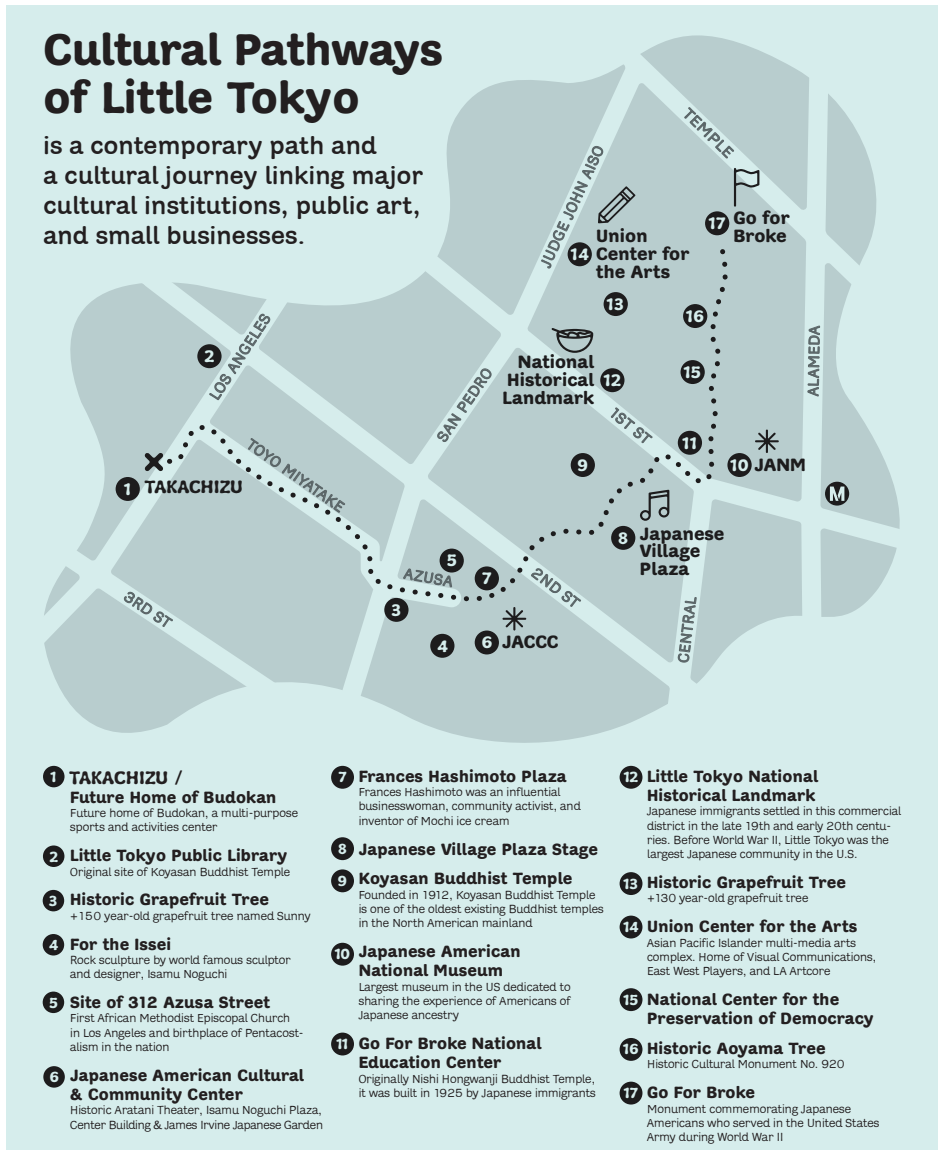 Cultural Pathways
of Little Tokyo
is a contemporary path and
a cultural journey linking major
cultural institutions, public art,
and small businesses.
TEMPLE
JUDGE JOHN AISO
17 Go for
Broke
14 Union
Center for
the Arts
13
16
LOS ANGELES
2
ALAMEDA
National
Historical
Landmark 12
15
SAN PEDRO
1ST ST
11
TOYO MIYATAKE
9
10 JANM
1 TAKACHIZU
M
8 Japanese
Village
Plaza
5
AZUSA
7
2ND ST
3RD ST
3
CENTRAL
4
6 JACCC
1 TAKACHIZU /
Future Home of Budokan
Future home of Budokan, a multi-purpose
sports and activities center
2 Little Tokyo Public Library
Original site of Koyasan Buddhist Temple
3 Historic Grapefruit Tree
+150 year-old grapefruit tree named Sunny
4 For the Issei
Rock sculpture by world famous sculptor
and designer, Isamu Noguchi
5 Site of 312 Azusa Street
First African Methodist Episcopal Church
in Los Angeles and birthplace of Pentacost-
alism in the nation
6 Japanese American Cultural
& Community Center
Historic Aratani Theater, Isamu Noguchi Plaza,
Center Building & James Irvine Japanese Garden
7 Frances Hashimoto Plaza
Frances Hashimoto was an influential
businesswoman, community activist, and
inventor of Mochi ice cream
8 Japanese Village Plaza Stage
9 Koyasan Buddhist Temple
Founded in 1912, Koyasan Buddhist Temple
is one of the oldest existing Buddhist temples
in the North American mainland
10 Japanese American
National Museum
Largest museum in the US dedicated to
sharing the experience of Americans of
Japanese ancestry
11 Go For Broke National
Education Center
Originally Nishi Hongwanji Buddhist Temple,
it was built in 1925 by Japanese immigrants
12 Little Tokyo National
Historical Landmark
Japanese immigrants settled in this commercial
district in the late 19th and early 20th centu-
ries. Before World War II, Little Tokyo was the
largest Japanese community in the U.S.
13 Historic Grapefruit Tree
+130 year-old grapefruit tree
14 Union Center for the Arts
Asian Pacific Islander multi-media arts
complex. Home of Visual Communications,
East West Players, and LA Artcore
15 National Center for the
Preservation of Democracy
16 Historic Aoyama Tree
Historic Cultural Monument No. 920
17 Go For Broke
Monument commemorating Japanese
Americans who served in the United States
Army during World War II